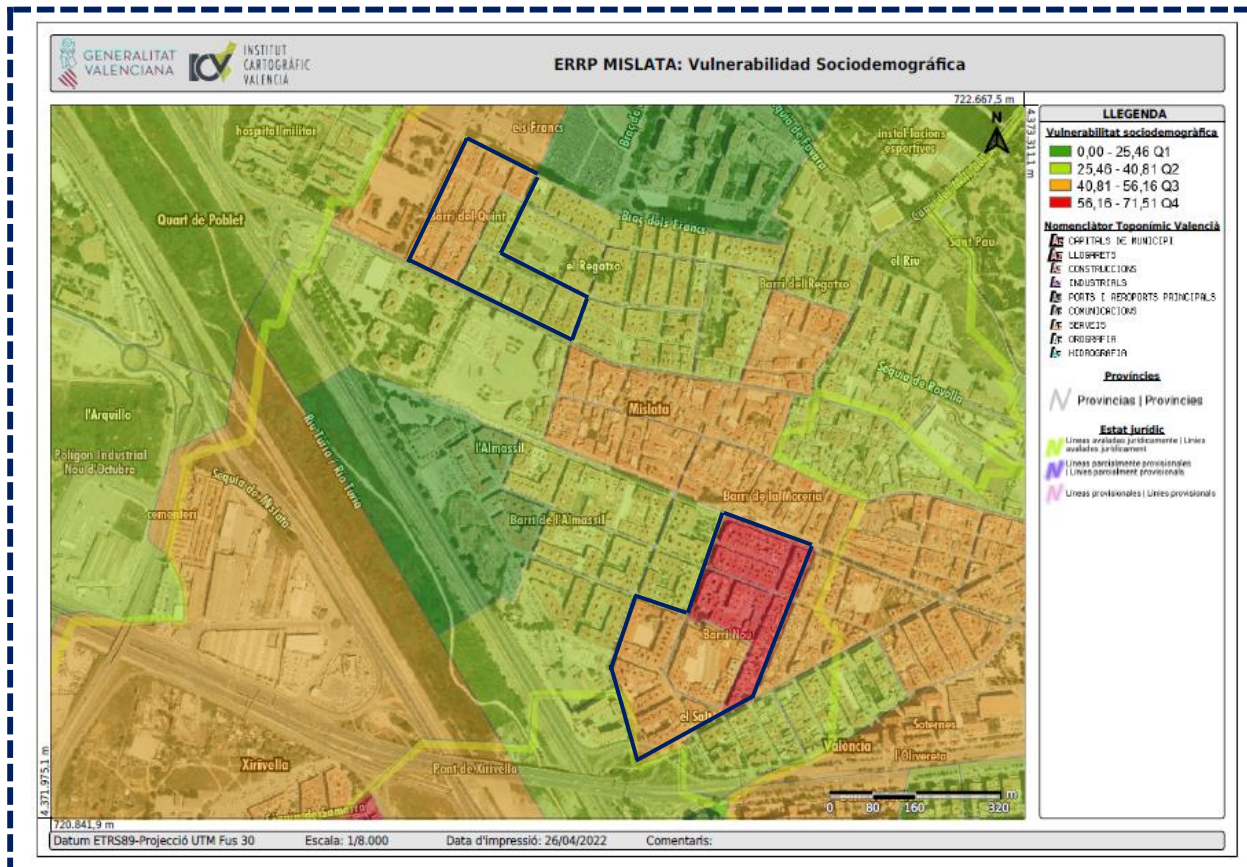 GENERALITAT
VALENCIANA
ICV
INSTITUT
CARTOGRÀFIC
VALENCIÀ
ERRP MISLATA: Vulnerabilidad Sociodemográfica
722.667,5 m
4.373.311,1 m
N
hospital militar
els Francs
Braç dels Francs
instal·lacions
esportives
Quart de Poblet
Barri del Quint
Sant Pau
el Regatxo
el Riu
Barri del Regatxo
Séquia de Rovella
Mislata
l'Arquillo
Riu Túria / Río Turia
l'Almassil
Polígon Industrial
Nou d'Octubre
Séquia de Mislata
Barri de la Moreria
cementeri
Barri de l'Almassil
Barri Nou
el Salt
Soternes
València
l'Olivereta
Xirivella
Pont de Xirivella
m
0 80 160 320
4.371.975,1 m
720.841,9 m
LLEGENDA
Vulnerabilitat sociodemogràfica
0,00 - 25,46 Q1
25,46 - 40,81 Q2
40,81 - 56,16 Q3
56,16 - 71,51 Q4
Nomenclàtor Toponímic Valencià
CAPITALS DE MUNICIPI
LLOGARETS
CONSTRUCCIONS
INDUSTRIALS
PORTS I AEROPORTS PRINCIPALS
COMUNICACIONS
SERVEIS
OROGRAFIA
HIDROGRAFIA
Províncies
Provincias | Províncies
Estat jurídic
Líneas avaladas jurídicamente | Línies
avalades jurídicament
Líneas parcialmente provisionales
| Línies parcialment provisionals
Líneas provisionales | Línies provisionals
Datum ETRS89-Projecció UTM Fus 30 Escala: 1/8.000 Data d'impressió: 26/04/2022 Comentaris: